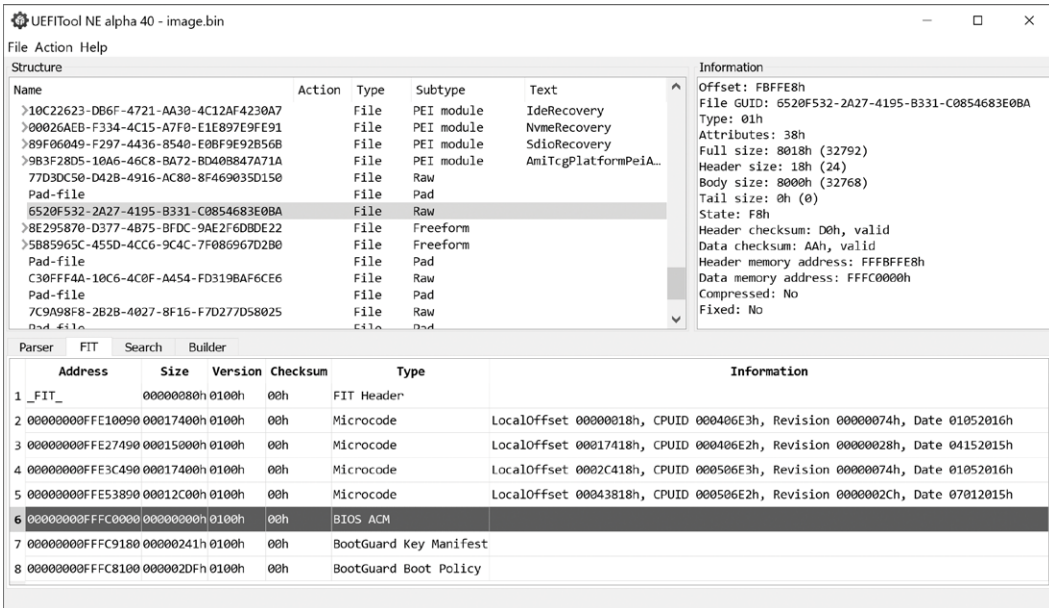 UEFITool NE alpha 40 - image.bin
File Action Help
Structure
Name Action Type Subtype Text
10C22623-DB6F-4721-AA30-4C12AF4230A7 File PEI module IdeRecovery
00026AEB-F334-4C15-A7F0-E1E897E9FE91 File PEI module NvmeRecovery
89F06049-F297-4436-8540-E0BF9E92B56B File PEI module SdioRecovery
9B3F28D5-10A6-46C8-BA72-BD40B847A71A File PEI module AmiTcgPlatformPeiA…
77D3DC50-D42B-4916-AC80-8F469035D150 File Raw
Pad-file File Pad
6520F532-2A27-4195-B331-C0854683E0BA File Raw
8E295870-D377-4B75-BFDC-9AE2F6DBDE22 File Freeform
5B85965C-455D-4CC6-9C4C-7F086967D2B0 File Freeform
Pad-file File Pad
C30FFF4A-10C6-4C0F-A454-FD319BAF6CE6 File Raw
Pad-file File Pad
7C9A98F8-2B2B-4027-8F16-F7D277D58025 File Raw
Pad-file File Pad
Information
Offset: FBFFE8h
File GUID: 6520F532-2A27-4195-B331-C0854683E0BA
Type: 01h
Attributes: 38h
Full size: 8018h (32792)
Header size: 18h (24)
Body size: 8000h (32768)
Tail size: 0h (0)
State: F8h
Header checksum: D0h, valid
Data checksum: AAh, valid
Header memory address: FFFBFFE8h
Data memory address: FFFC0000h
Compressed: No
Fixed: No
Parser FIT Search Builder
Address Size Version Checksum Type Information
1 _FIT_ 00000080h 0100h 00h FIT Header
2 00000000FFE10090 00017400h 0100h 00h Microcode LocalOffset 00000018h, CPUID 000406E3h, Revision 00000074h, Date 01052016h
3 00000000FFE27490 00015000h 0100h 00h Microcode LocalOffset 00017418h, CPUID 000406E2h, Revision 00000028h, Date 04152015h
4 00000000FFE3C490 00017400h 0100h 00h Microcode LocalOffset 0002C418h, CPUID 000506E3h, Revision 00000074h, Date 01052016h
5 00000000FFE53890 00012C00h 0100h 00h Microcode LocalOffset 00043818h, CPUID 000506E2h, Revision 0000002Ch, Date 07012015h
6 00000000FFFC0000 00000000h 0100h 00h BIOS ACM
7 00000000FFFC9180 00000241h 0100h 00h BootGuard Key Manifest
8 00000000FFFC8100 000002DFh 0100h 00h BootGuard Boot Policy